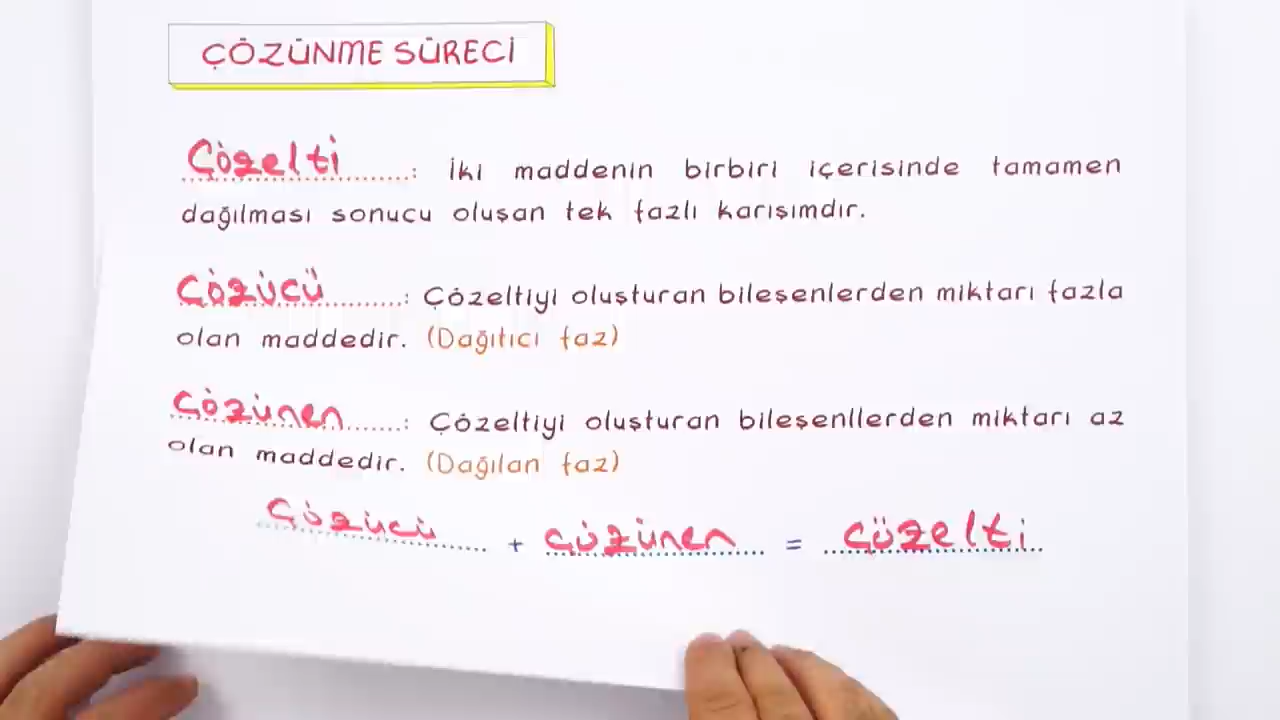 ÇÖZÜNME SÜRECİ
Çözelti..........: İki maddenin birbiri içerisinde tamamen
dağılması sonucu oluşan tek fazlı karışımdır.
Çözücü..........: Çözeltiyi oluşturan bileşenlerden miktarı fazla
olan maddedir. (Dağıtıcı faz)
Çözünen.......: Çözeltiyi oluşturan bileşenllerden miktarı az
olan maddedir. (Dağılan faz)
Çözücü...... + çözünen.... = çüzelti..